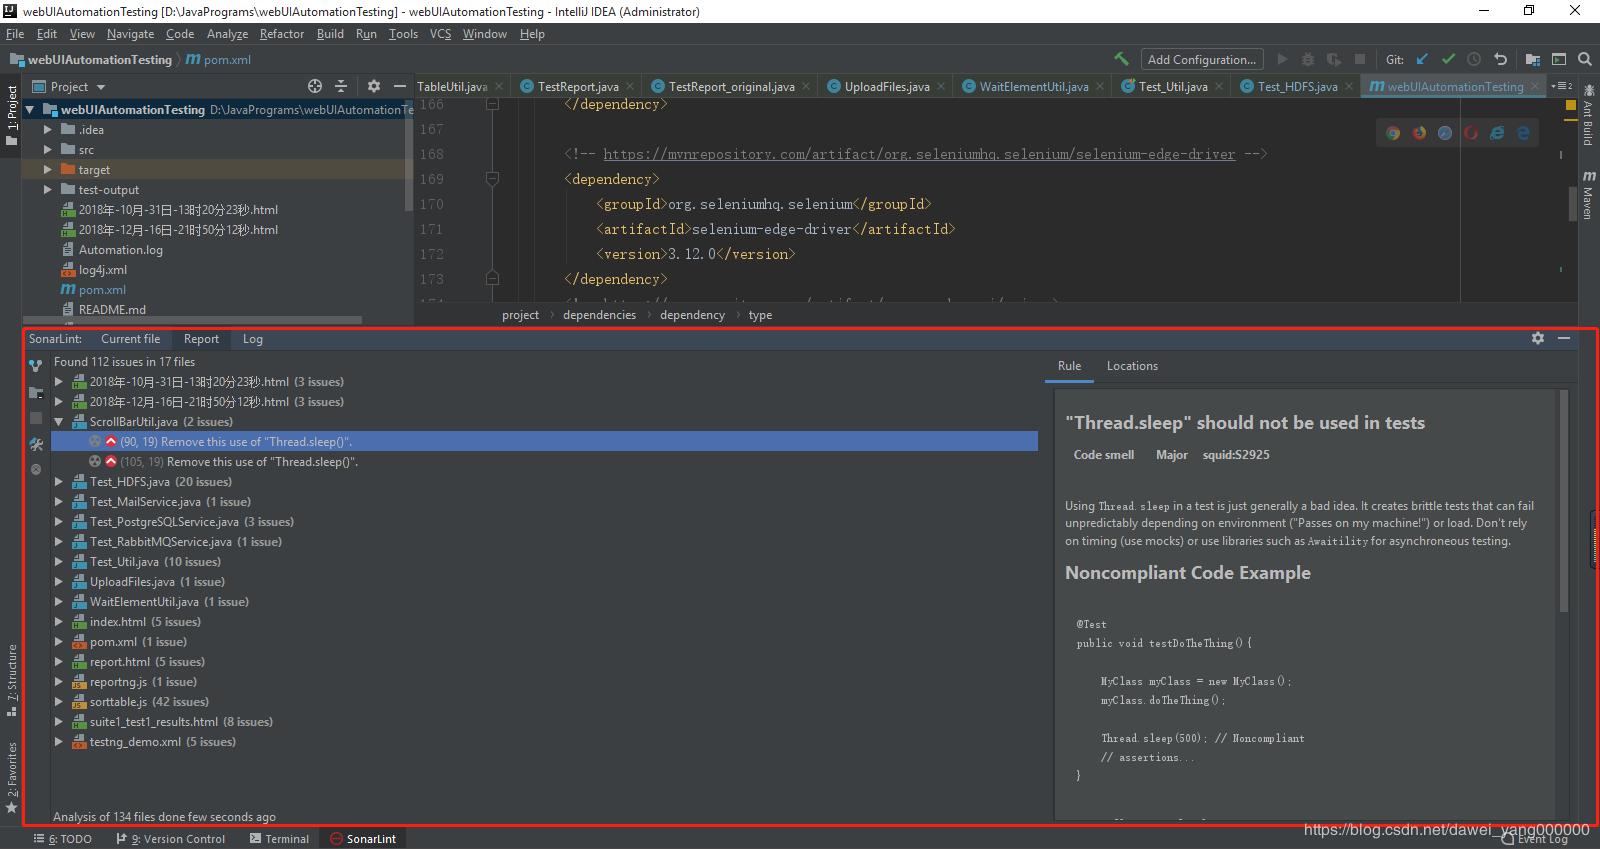 webUIAutomationTesting [D:\JavaPrograms\webUIAutomationTesting] - webUIAutomationTesting - IntelliJ IDEA (Administrator)
File Edit View Navigate Code Analyze Refactor Build Run Tools VCS Window Help
webUIAutomationTesting pom.xml Add Configuration... Git:
Project TableUtil.java TestReport.java TestReport_original.java UploadFiles.java WaitElementUtil.java Test_Util.java Test_HDFS.java webUIAutomationTesting
1: Project
Ant Build
Maven
webUIAutomationTesting D:\JavaPrograms\webUIAutomationTe
.idea
src
target
test-output
2018年-10月-31日-13时20分23秒.html
2018年-12月-16日-21时50分12秒.html
Automation.log
log4j.xml
pom.xml
README.md
166 </dependency>
167
168 <!-- https://mvnrepository.com/artifact/org.seleniumhq.selenium/selenium-edge-driver -->
169 <dependency>
170 <groupId>org.seleniumhq.selenium</groupId>
171 <artifactId>selenium-edge-driver</artifactId>
172 <version>3.12.0</version>
173 </dependency>
project dependencies dependency type
SonarLint: Current file Report Log
Found 112 issues in 17 files
2018年-10月-31日-13时20分23秒.html (3 issues)
2018年-12月-16日-21时50分12秒.html (3 issues)
ScrollBarUtil.java (2 issues)
(90, 19) Remove this use of "Thread.sleep()".
(105, 19) Remove this use of "Thread.sleep()".
Test_HDFS.java (20 issues)
Test_MailService.java (1 issue)
Test_PostgreSQLService.java (3 issues)
Test_RabbitMQService.java (1 issue)
Test_Util.java (10 issues)
UploadFiles.java (1 issue)
WaitElementUtil.java (1 issue)
index.html (5 issues)
pom.xml (1 issue)
report.html (5 issues)
reportng.js (1 issue)
sorttable.js (42 issues)
suite1_test1_results.html (8 issues)
testng_demo.xml (5 issues)
Analysis of 134 files done few seconds ago
Rule Locations
"Thread.sleep" should not be used in tests
Code smell Major squid:S2925
Using Thread.sleep in a test is just generally a bad idea. It creates brittle tests that can fail
unpredictably depending on environment ("Passes on my machine!") or load. Don't rely
on timing (use mocks) or use libraries such as Awaitility for asynchroneous testing.
Noncompliant Code Example
@Test
public void testDoTheThing(){
MyClass myClass = new MyClass();
myClass.doTheThing();
Thread.sleep(500); // Noncompliant
// assertions...
}
7: Structure
2: Favorites
6: TODO 9: Version Control Terminal SonarLint Event Log
https://blog.csdn.net/dawei_yang000000